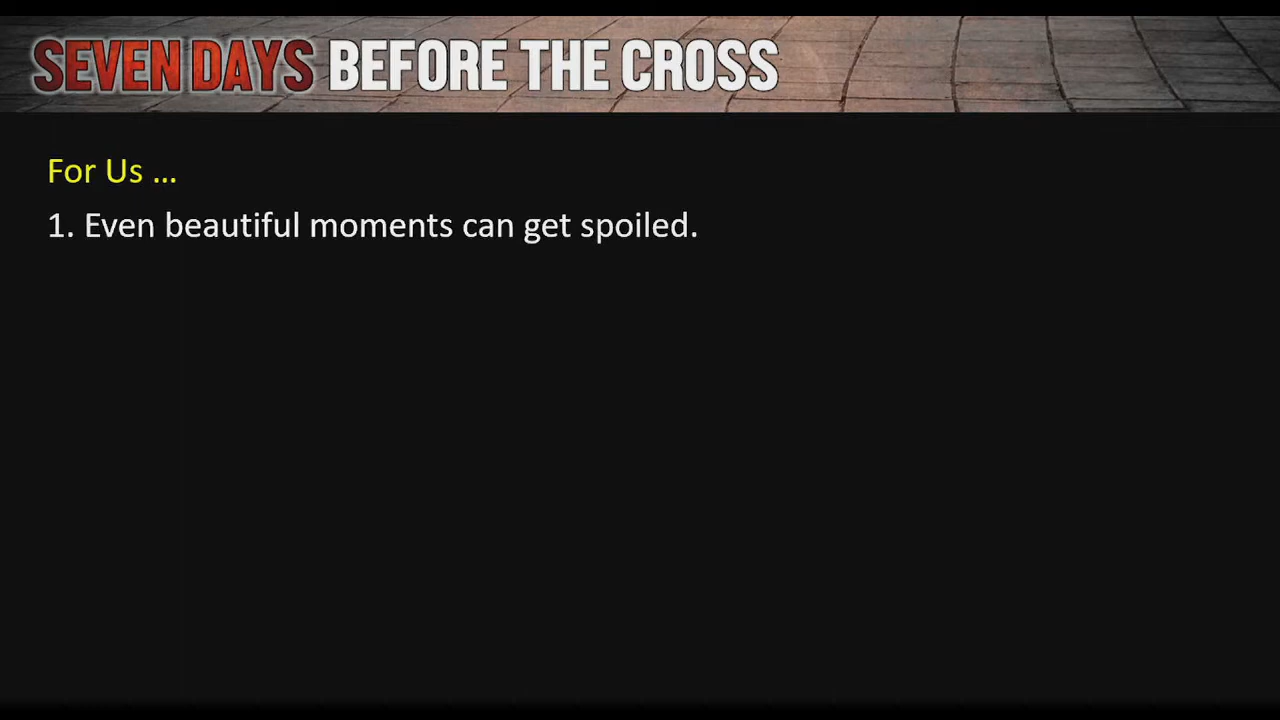 SEVEN DAYS BEFORE THE CROSS
For Us ...
1. Even beautiful moments can get spoiled.